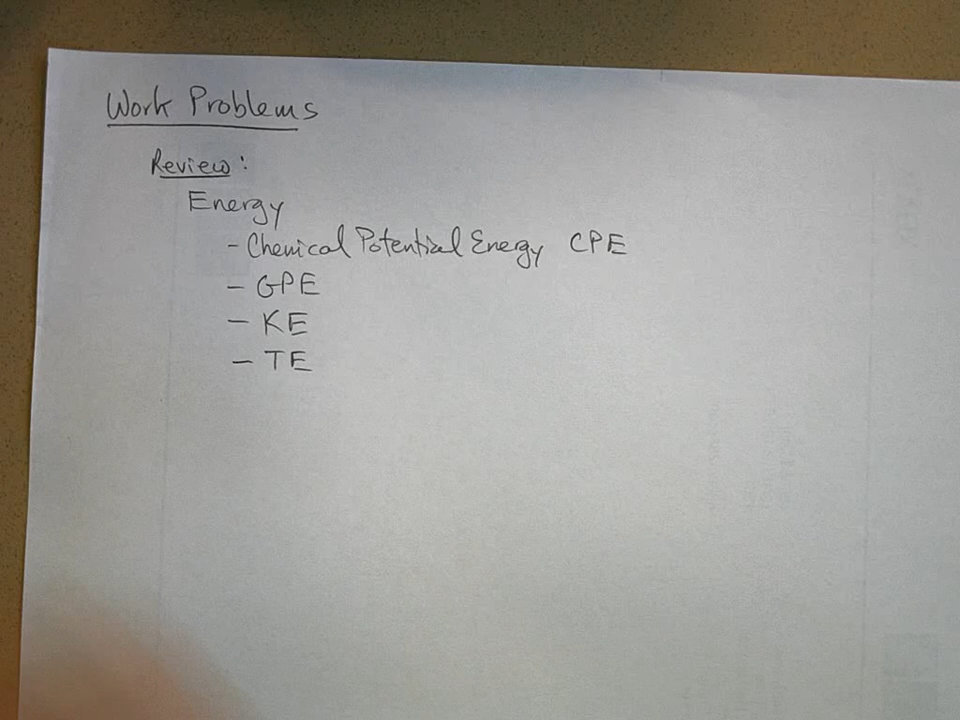 Work Problems
Review:
Energy
- Chemical Potential Energy CPE
- GPE
- KE
- TE